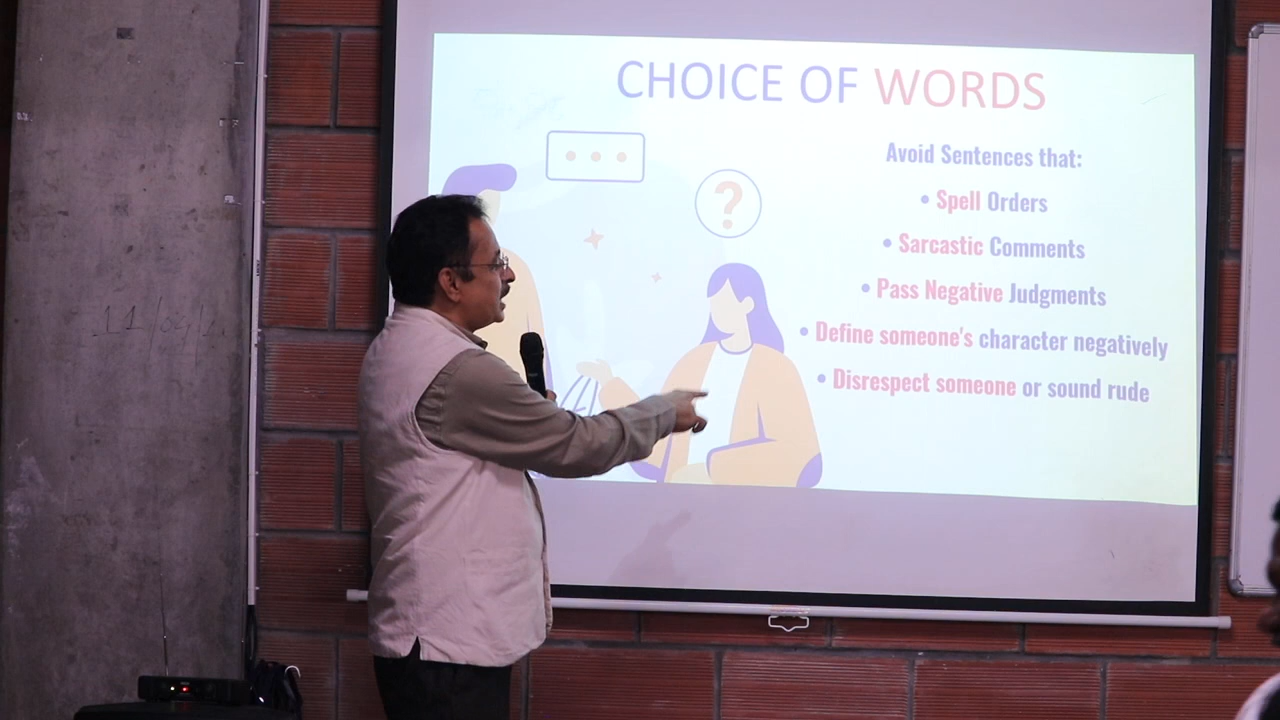 CHOICE OF WORDS
Avoid Sentences that:
• Spell Orders
• Sarcastic Comments
• Pass Negative Judgments
• Define someone's character negatively
• Disrespect someone or sound rude
?